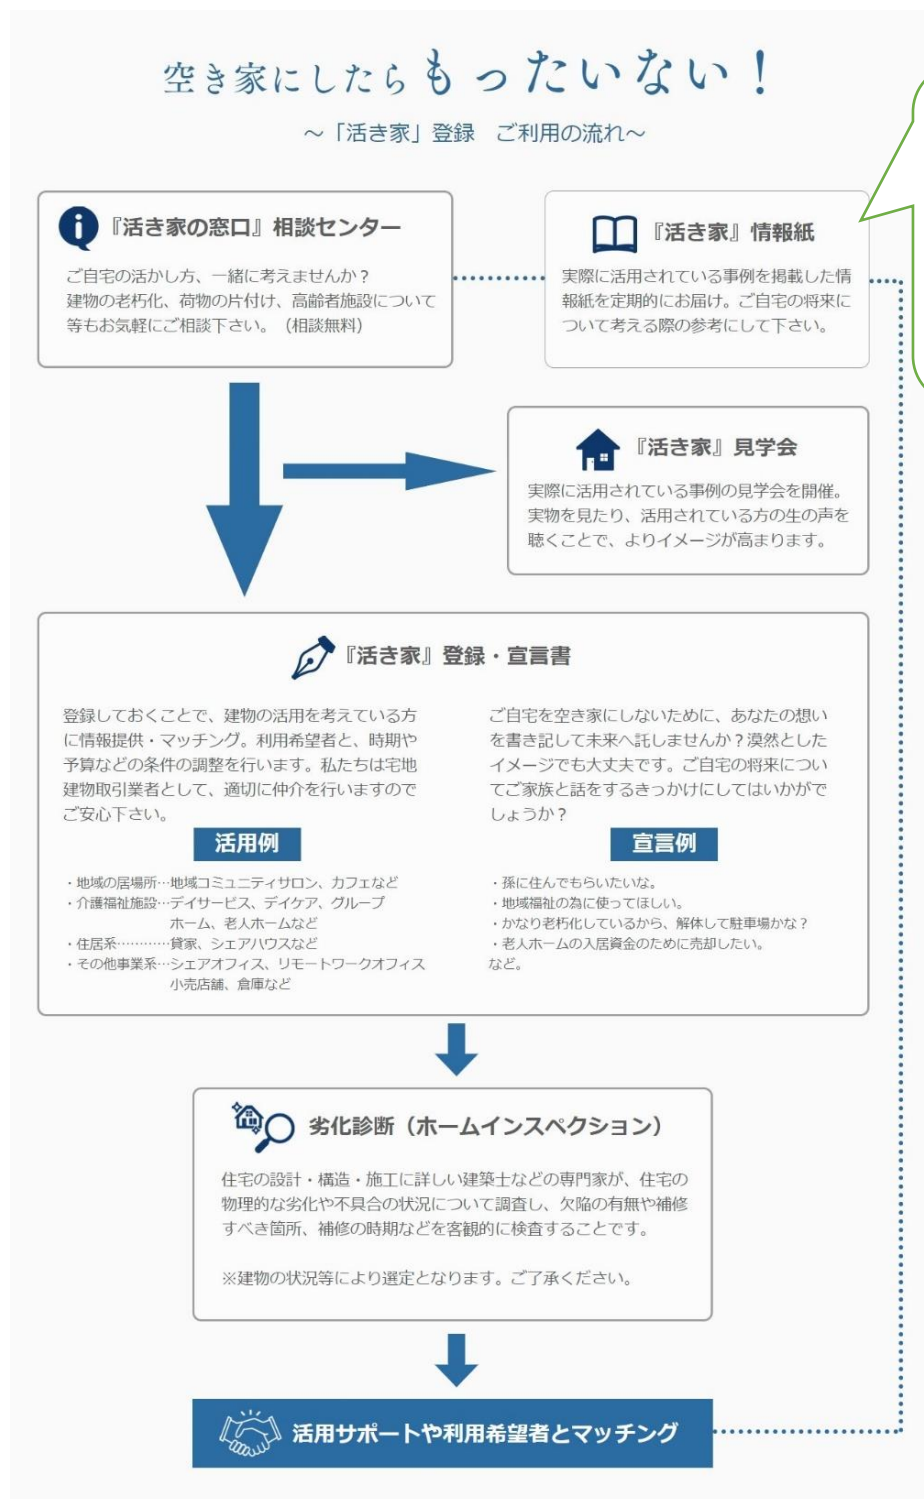 空き家にしたらもったいない！
～「活き家」登録　ご利用の流れ～
『活き家の窓口』相談センター
ご自宅の活かし方、一緒に考えませんか？
建物の老朽化、荷物の片付け、高齢者施設について
等もお気軽にご相談下さい。（相談無料）
『活き家』情報紙
実際に活用されている事例を掲載した情
報紙を定期的にお届け。ご自宅の将来に
ついて考える際の参考にして下さい。
『活き家』見学会
実際に活用されている事例の見学会を開催。
実物を見たり、活用されている方の生の声を
聴くことで、よりイメージが高まります。
『活き家』登録・宣言書
登録しておくことで、建物の活用を考えている方
に情報提供・マッチング。利用希望者と、時期や
予算などの条件の調整を行います。私たちは宅地
建物取引業者として、適切に仲介を行いますので
ご安心下さい。
活用例
・地域の居場所…地域コミュニティサロン、カフェなど
・介護福祉施設…デイサービス、デイケア、グループ
ホーム、老人ホームなど
・住居系…………貸家、シェアハウスなど
・その他事業系…シェアオフィス、リモートワークオフィス
小売店舗、倉庫など
ご自宅を空き家にしないために、あなたの想い
を書き記して未来へ託しませんか？漠然とした
イメージでも大丈夫です。ご自宅の将来につい
てご家族と話をするきっかけにしてはいかがで
しょうか？
宣言例
・孫に住んでもらいたいな。
・地域福祉の為に使ってほしい。
・かなり老朽化しているから、解体して駐車場かな？
・老人ホームの入居資金のために売却したい。
など。
劣化診断（ホームインスペクション）
住宅の設計・構造・施工に詳しい建築士などの専門家が、住宅の
物理的な劣化や不具合の状況について調査し、欠陥の有無や補修
すべき箇所、補修の時期などを客観的に検査することです。
※建物の状況等により選定となります。ご了承ください。
活用サポートや利用希望者とマッチング